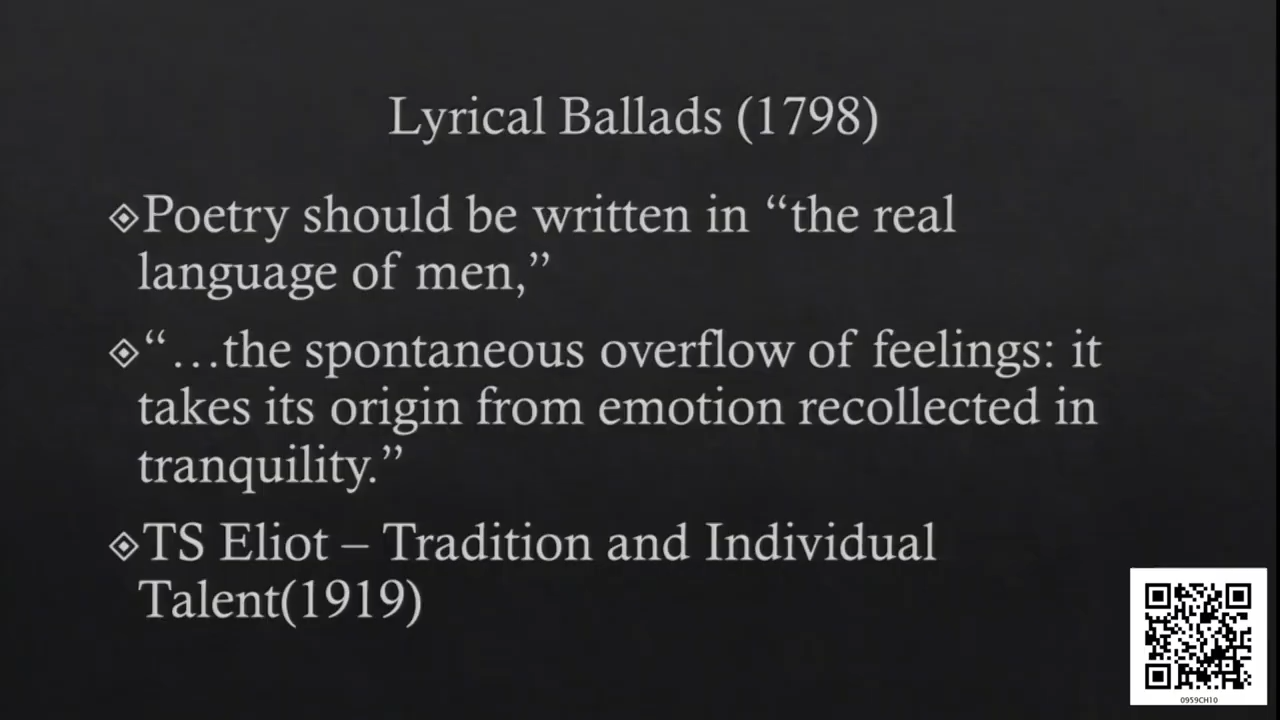 Lyrical Ballads (1798)
Poetry should be written in “the real
language of men,”
“…the spontaneous overflow of feelings: it
takes its origin from emotion recollected in
tranquility.”
TS Eliot – Tradition and Individual
Talent(1919)
0959CH10